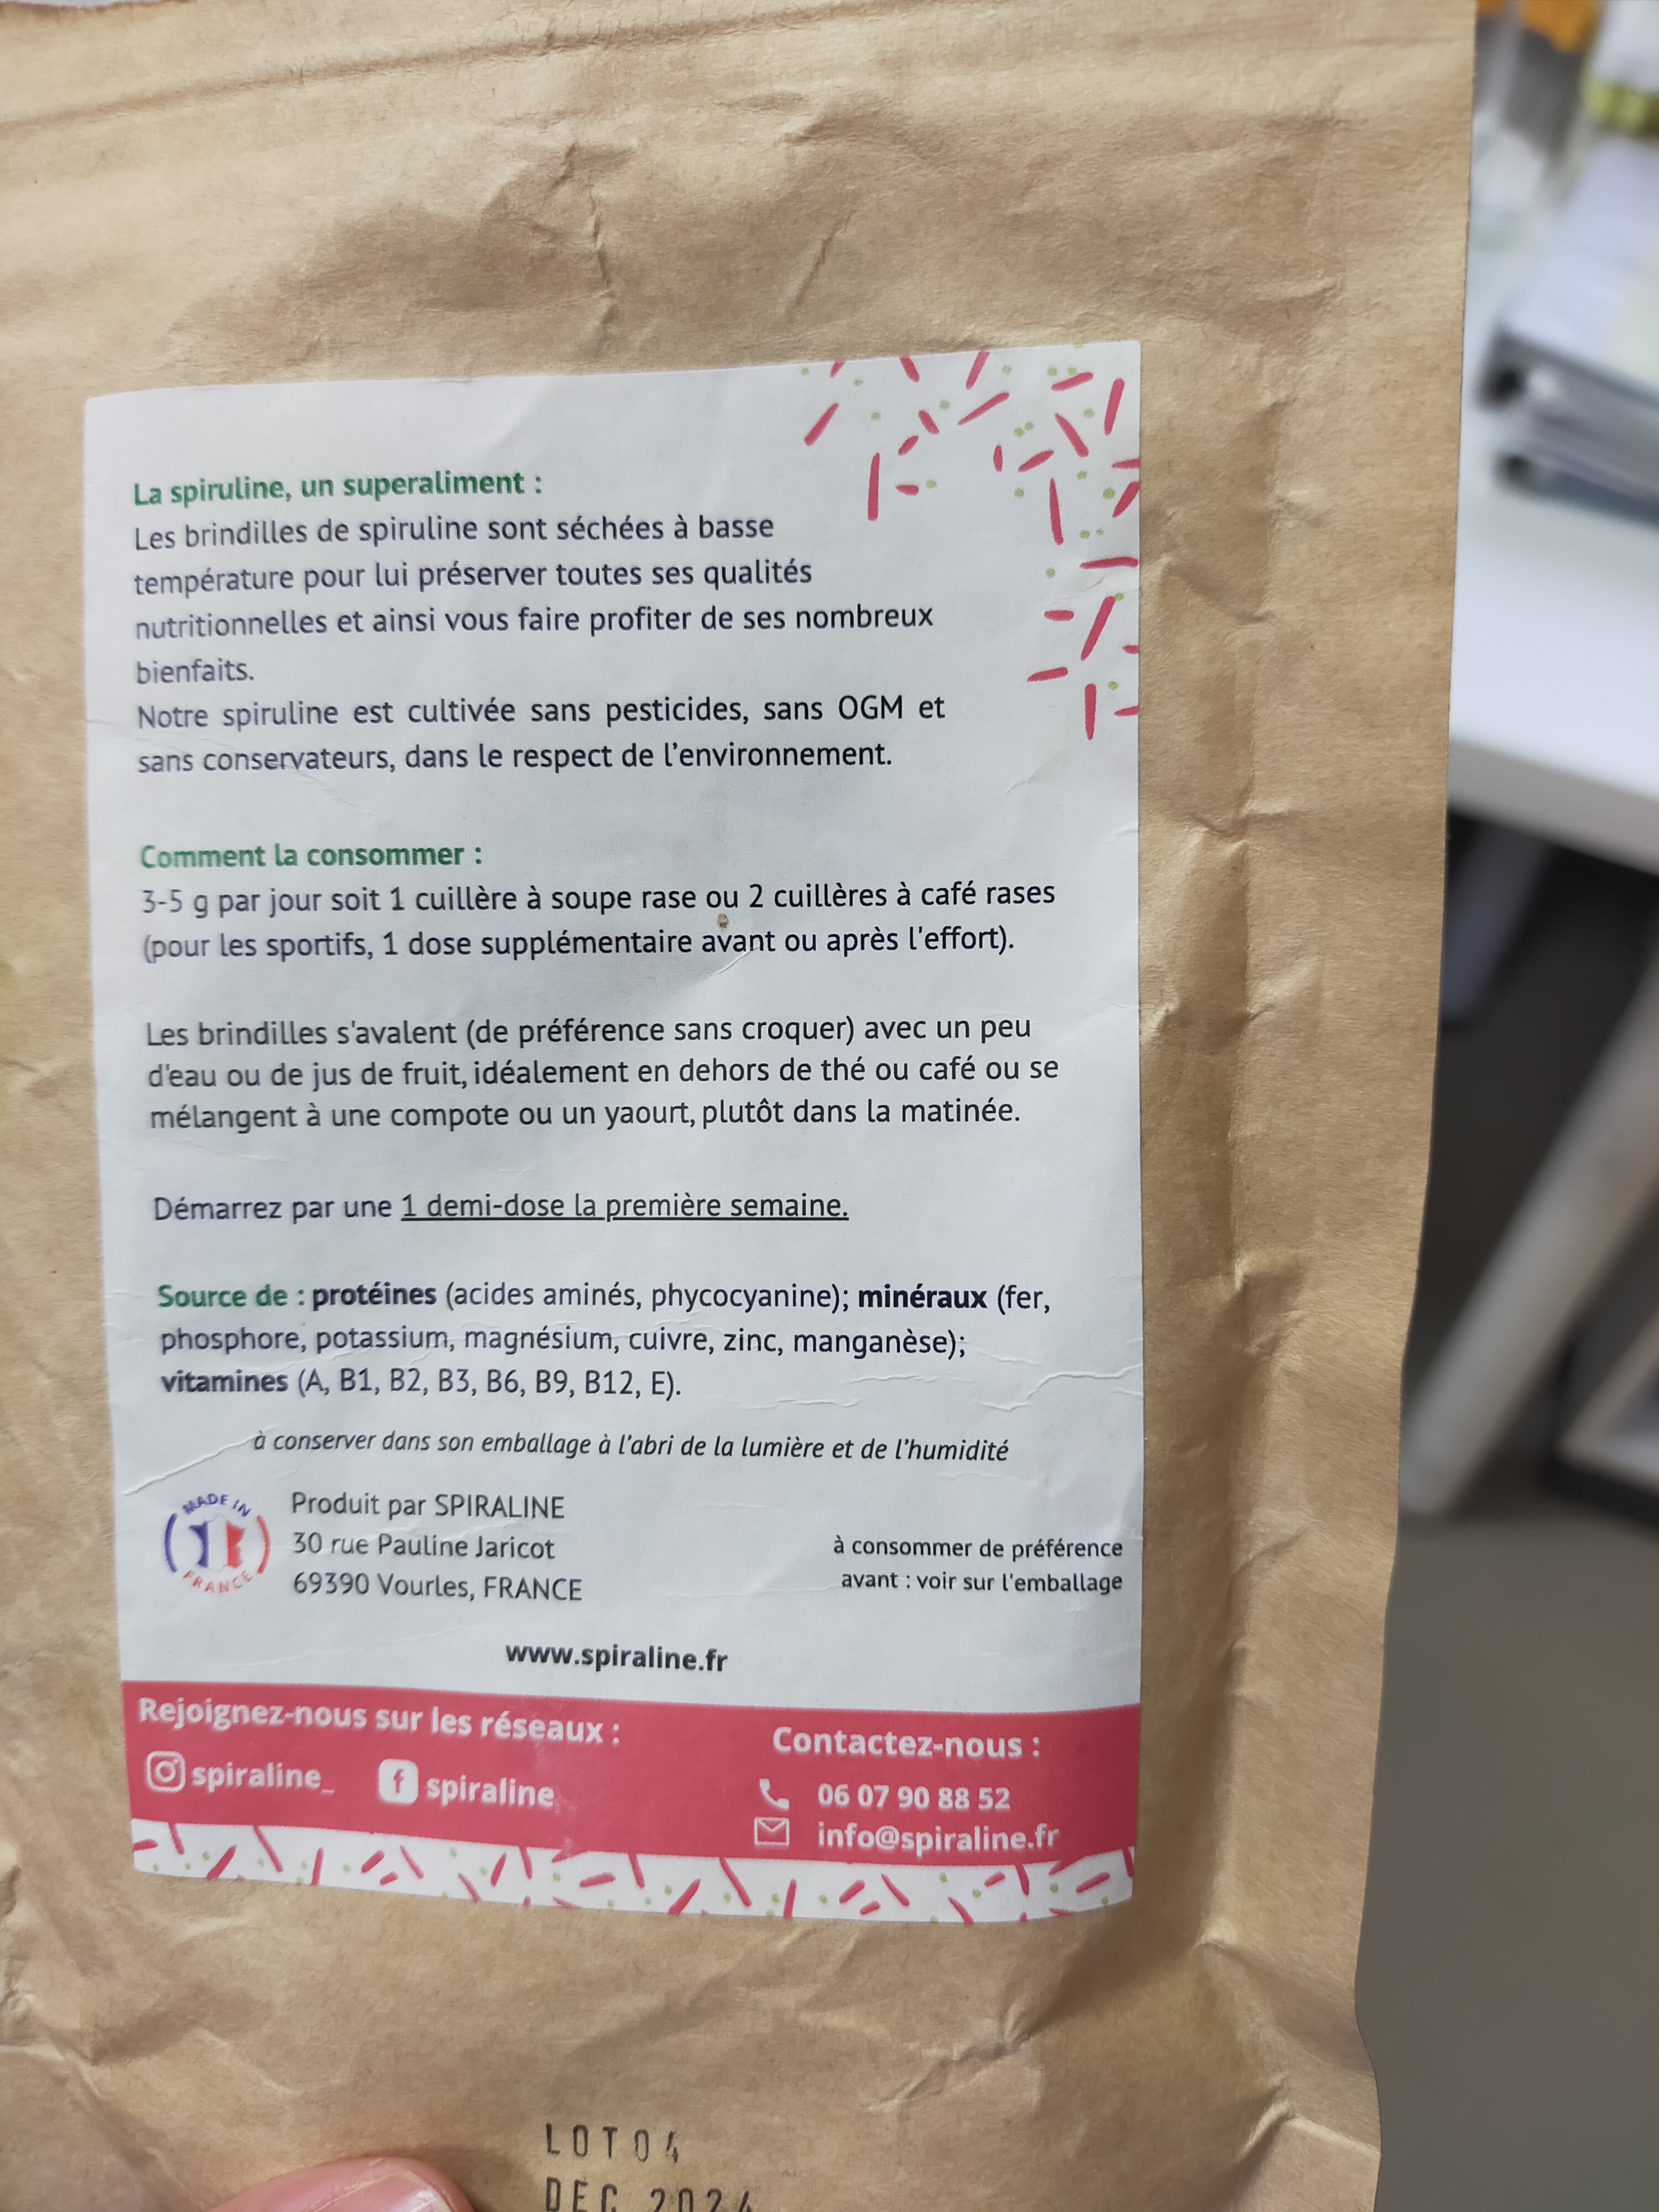 La spiruline, un superaliment :
Les brindilles de spiruline sont séchées à basse
température pour lui préserver toutes ses qualités
nutritionnelles et ainsi vous faire profiter de ses nombreux
bienfaits.
Notre spiruline est cultivée sans pesticides, sans OGM et
sans conservateurs, dans le respect de l'environnement.
Comment la consommer :
3-5 g par jour soit 1 cuillère à soupe rase ou 2 cuillères à café rases
(pour les sportifs, 1 dose supplémentaire avant ou après l'effort).
Les brindilles s'avalent (de préférence sans croquer) avec un peu
d'eau ou de jus de fruit, idéalement en dehors de thé ou café ou se
mélangent à une compote ou un yaourt, plutôt dans la matinée.
Démarrez par une 1 demi-dose la première semaine.
Source de : protéines (acides aminés, phycocyanine); minéraux (fer,
phosphore, potassium, magnésium, cuivre, zinc, manganèse);
vitamines (A, B1, B2, B3, B6, B9, B12, E).
à conserver dans son emballage à l'abri de la lumière et de l'humidité
MADE IN
FRANCE
Produit par SPIRALINE
30 rue Pauline Jaricot
69390 Vourles, FRANCE
à consommer de préférence
avant : voir sur l'emballage
www.spiraline.fr
Rejoignez-nous sur les réseaux :
spiraline_
spiraline
Contactez-nous :
06 07 90 88 52
info@spiraline.fr
LOT04
DEC 2024